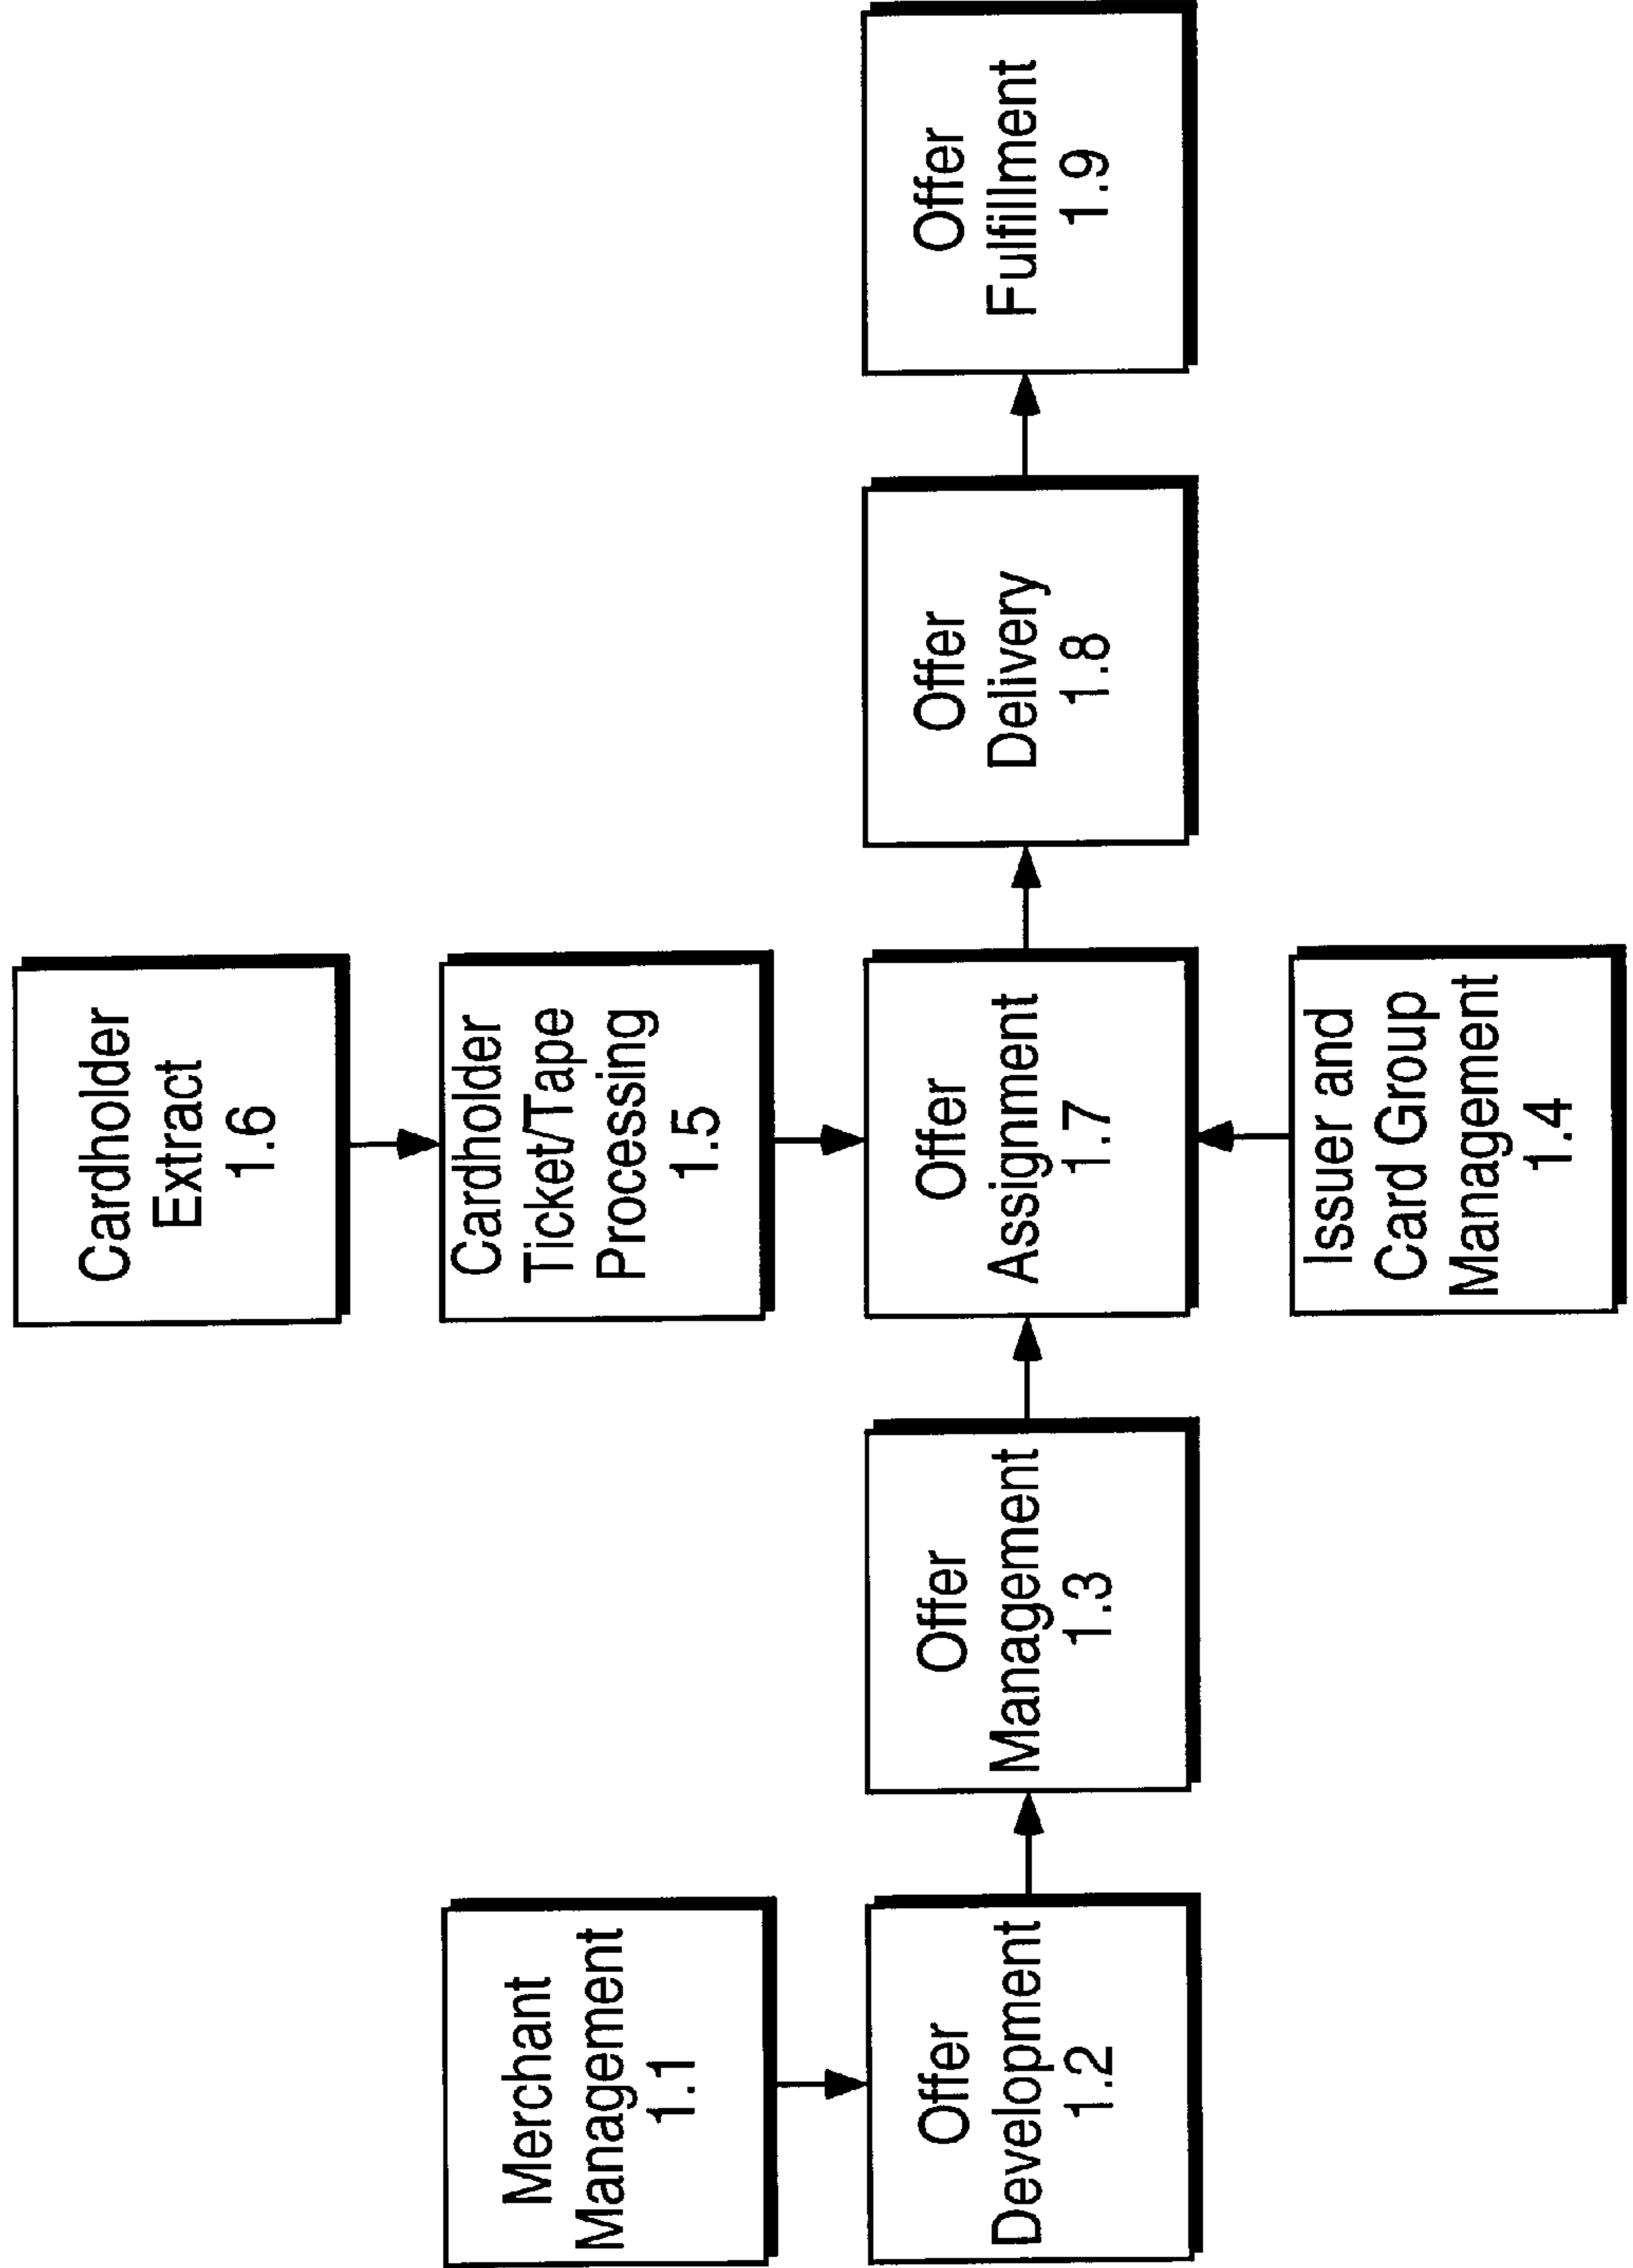 Cardholder
Extract
1.6
Merchant
Management
1.1
Cardholder
Ticket/Tape
Processing
1.5
Offer
Development
1.2
Offer
Management
1.3
Offer
Assignment
1.7
Offer
Delivery
1.8
Offer
Fulfillment
1.9
Issuer and
Card Group
Management
1.4